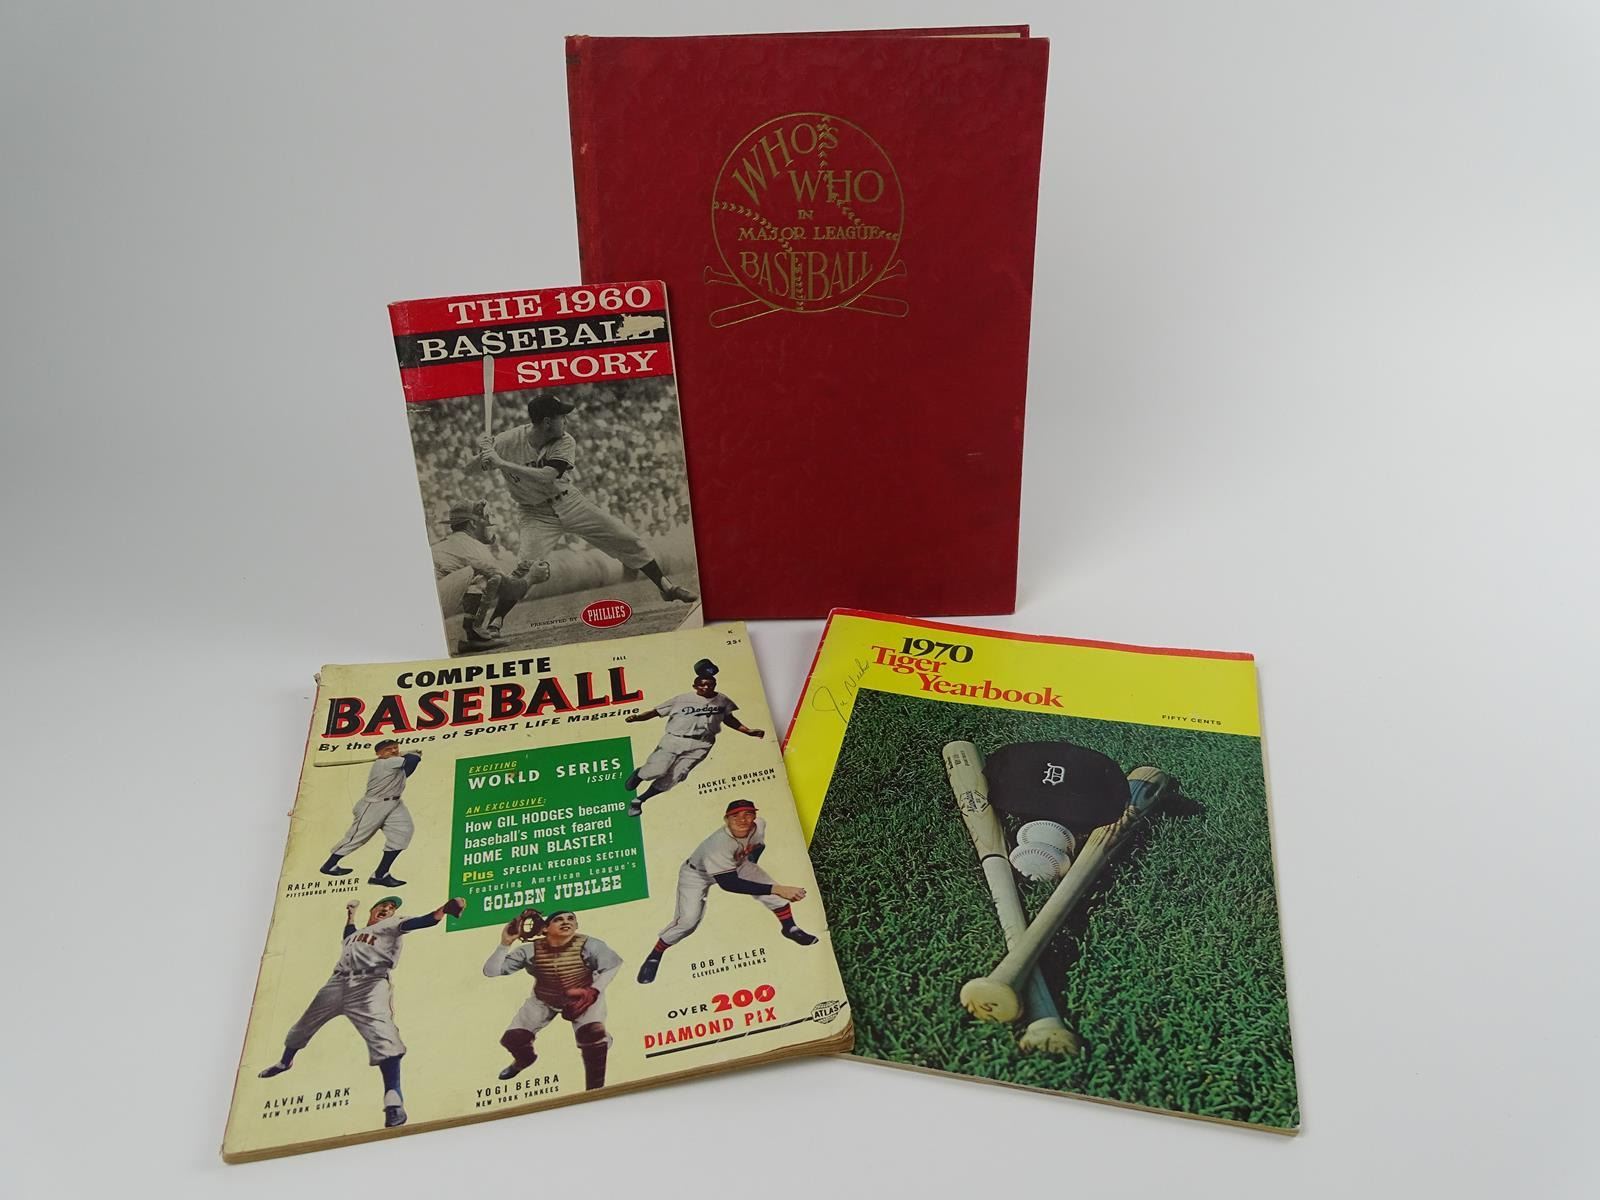 WHO'S
WHO
IN
MAJOR LEAGUE
BASEBALL
THE 1960
BASEBALL
STORY
PRESENTED BY PHILLIES
K
25¢
COMPLETE
FALL
BASEBALL
By the editors of SPORT LIFE Magazine
EXCITING
WORLD SERIES
ISSUE!
AN EXCLUSIVE:
How GIL HODGES became
baseball's most feared
HOME RUN BLASTER!
Plus SPECIAL RECORDS SECTION
Featuring American League's
GOLDEN JUBILEE
Dodgers
JACKIE ROBINSON
BROOKLYN DODGERS
RALPH KINER
PITTSBURGH PIRATES
BOB FELLER
CLEVELAND INDIANS
ALVIN DARK
NEW YORK GIANTS
YOGI BERRA
NEW YORK YANKEES
OVER 200
DIAMOND PIX
ATLAS
1970
Tiger
Yearbook
FIFTY CENTS
D